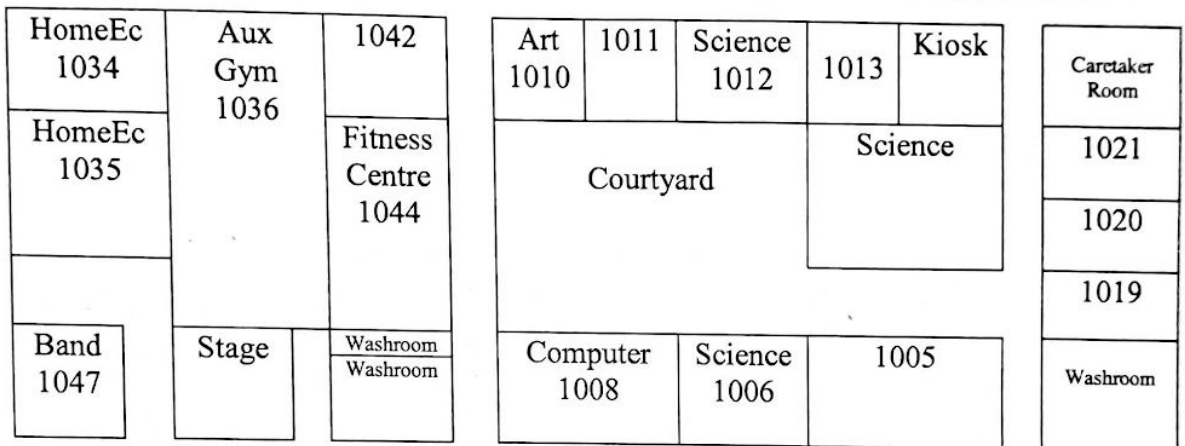 HomeEc
1034
Aux
Gym
1036
1042
HomeEc
1035
Fitness
Centre
1044
Band
1047
Stage
Washroom
Washroom
Art
1010
1011
Science
1012
1013
Kiosk
Courtyard
Science
Computer
1008
Science
1006
1005
Caretaker
Room
1021
1020
1019
Washroom